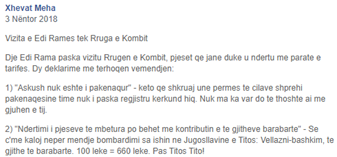 Xhevat Meha
3 Nëntor 2018
Vizita e Edi Rames tek Rruga e Kombit
Dje Edi Rama paska vizitu Rrugen e Kombit, pjeset qe jane duke u ndertu me parate e
tarifes. Dy deklarime me terhoqen vemendjen:
1) "Askush nuk eshte i pakenaqur" - keto qe shkruaj une permes te cilave shprehi
pakenaqesine time nuk i paska regjistru kerkund hiq. Nuk ma ka var do te thoshte ai me
gjuhen e tij.
2) "Ndertimi i pjeseve te mbetura po behet me kontributin e te gjitheve barabarte" - Se
c'me kaloj neper mendje bombardimi sa ishin ne Jugosllavine e Titos: Vellazni-bashkim, te
gjithe te barabarte. 100 leke = 660 leke. Pas Titos Tito!